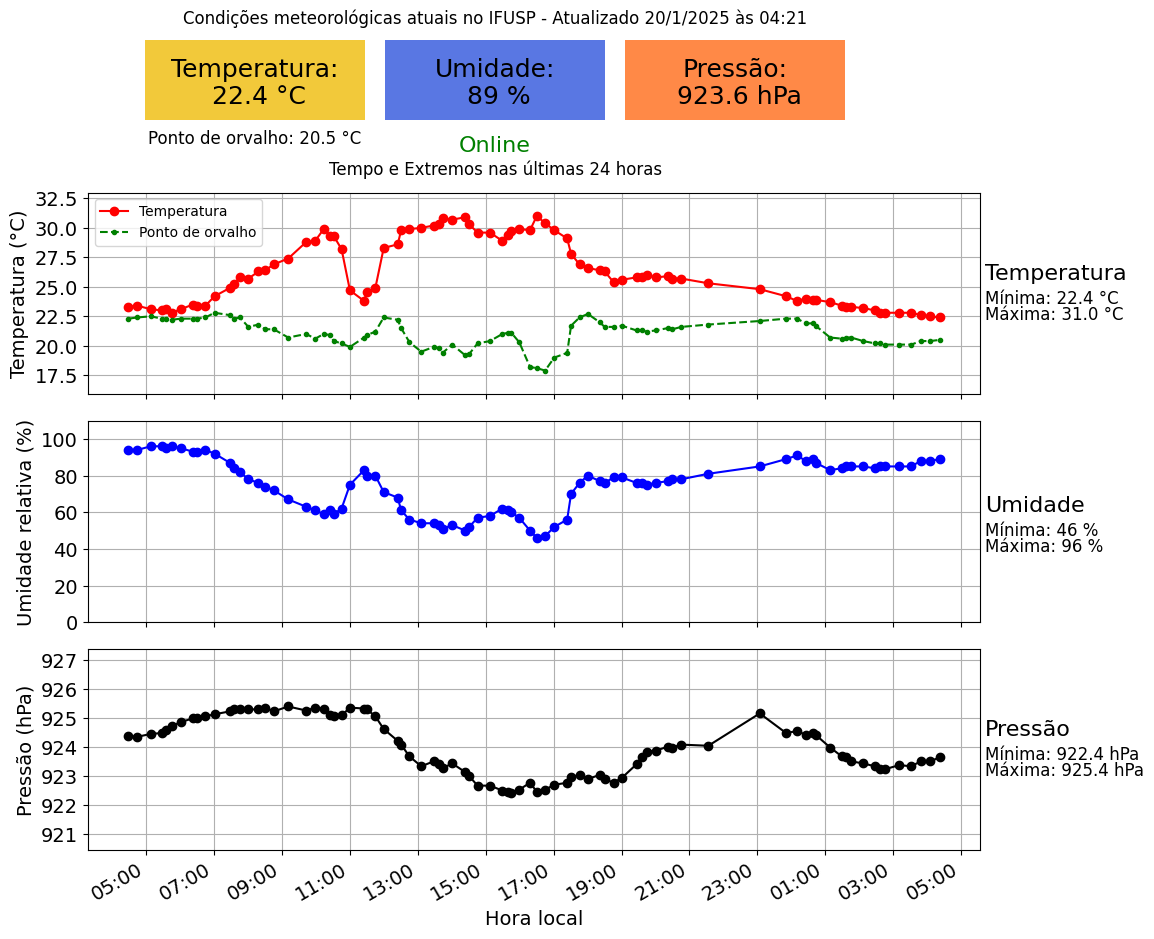 Condições meteorológicas atuais no IFUSP - Atualizado 20/1/2025 às 04:21
Temperatura:
22.4 °C
Umidade:
89 %
Pressão:
923.6 hPa
Ponto de orvalho: 20.5 °C
Online
Tempo e Extremos nas últimas 24 horas
Temperatura (°C)
32.5
30.0
27.5
25.0
22.5
20.0
17.5
Temperatura
Ponto de orvalho
Temperatura
Mínima: 22.4 °C
Máxima: 31.0 °C
Umidade relativa (%)
100
80
60
40
20
0
Umidade
Mínima: 46 %
Máxima: 96 %
Pressão (hPa)
927
926
925
924
923
922
921
Pressão
Mínima: 922.4 hPa
Máxima: 925.4 hPa
05:00 07:00 09:00 11:00 13:00 15:00 17:00 19:00 21:00 23:00 01:00 03:00 05:00
Hora local